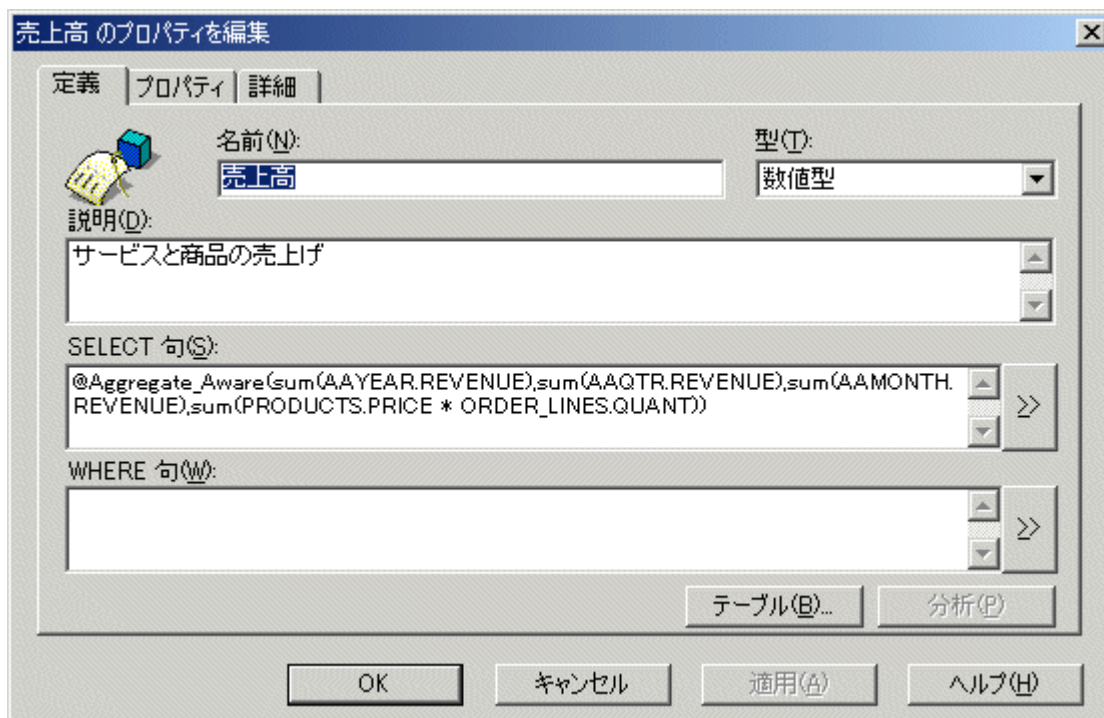 売上高 のプロパティを編集
定義 プロパティ 詳細
名前(N): 型(T):
売上高 数値型
説明(D):
サービスと商品の売上げ
SELECT 句(S):
@Aggregate_Aware(sum(AAYEAR.REVENUE),sum(AAQTR.REVENUE),sum(AAMONTH.
REVENUE),sum(PRODUCTS.PRICE * ORDER_LINES.QUANT))
>>
WHERE 句(W):
>>
テーブル(B)... 分析(P)
OK キャンセル 適用(A) ヘルプ(H)